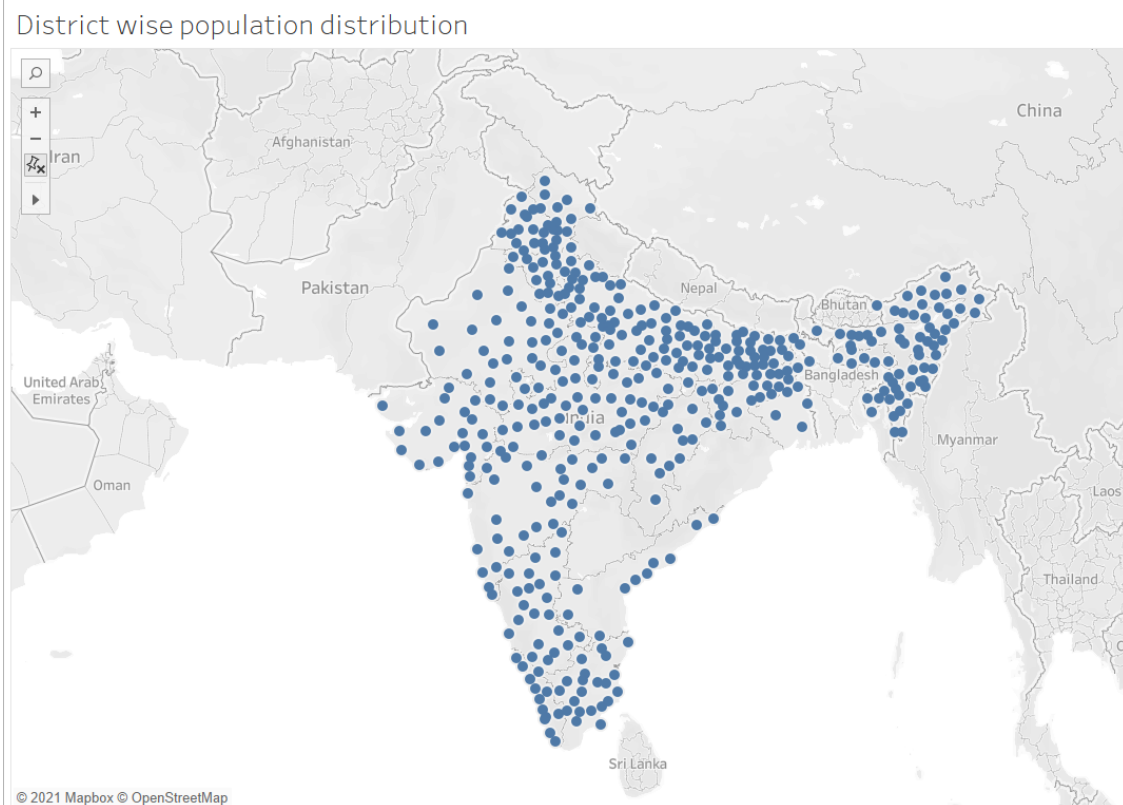 District wise population distribution
China
Afghanistan
Iran
Pakistan
Nepal
Bhutan
United Arab
Emirates
Bangladesh
India
Myanmar
Oman
Laos
Thailand
Sri Lanka
© 2021 Mapbox © OpenStreetMap